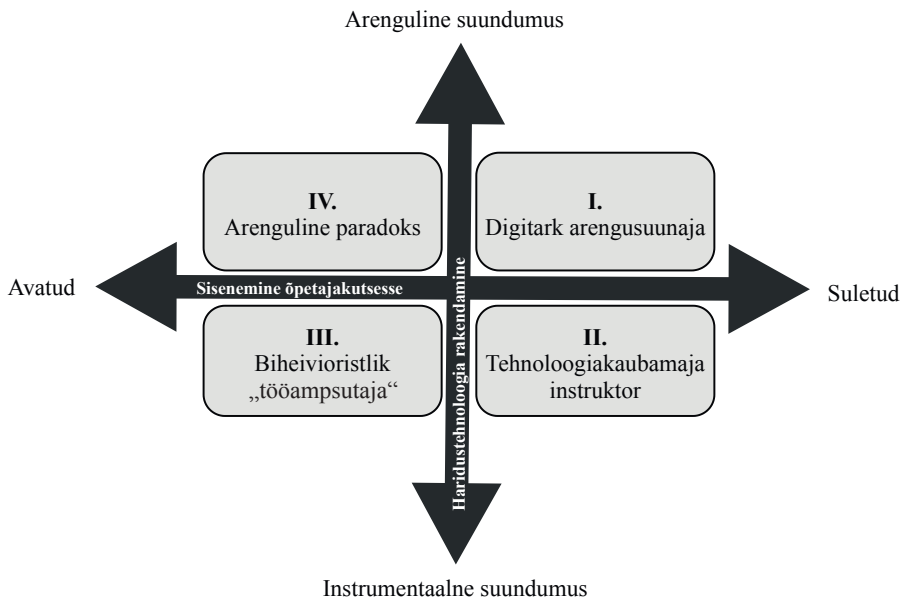 Arenguline suundumus
IV.
Arenguline paradoks
I.
Digitark arengusuunaja
Avatud
Sisenemine õpetajakutsesse
Haridustehnoloogia rakendamine
Suletud
III.
Biheivioristlik
„tööampsutaja“
II.
Tehnoloogiakaubamaja
instruktor
Instrumentaalne suundumus